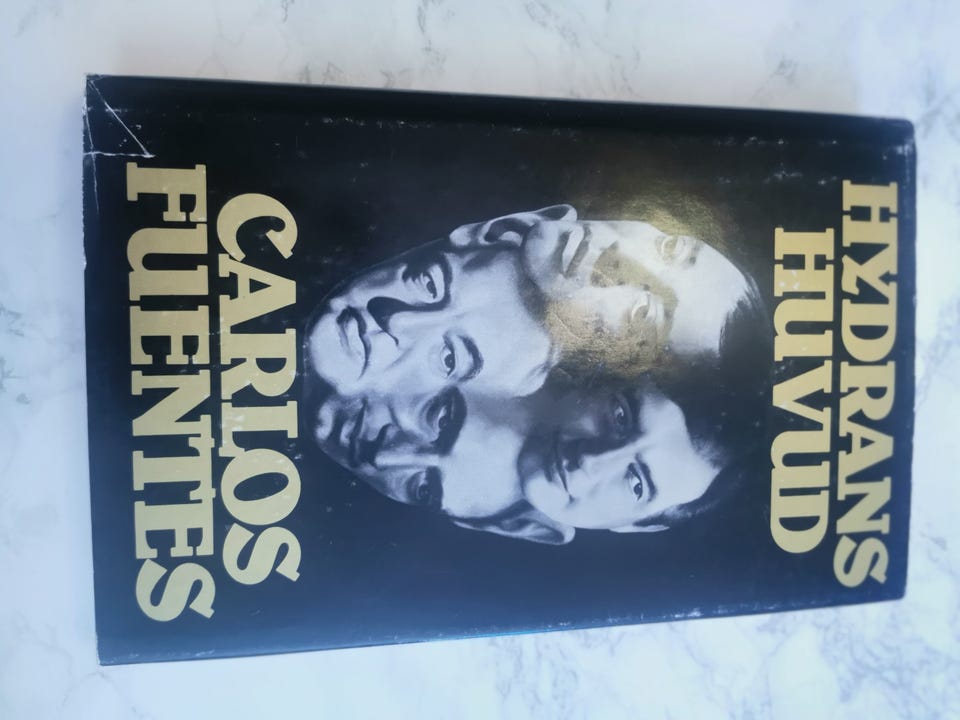 HYDRANS
HUVUD
CARLOS
FUENTES